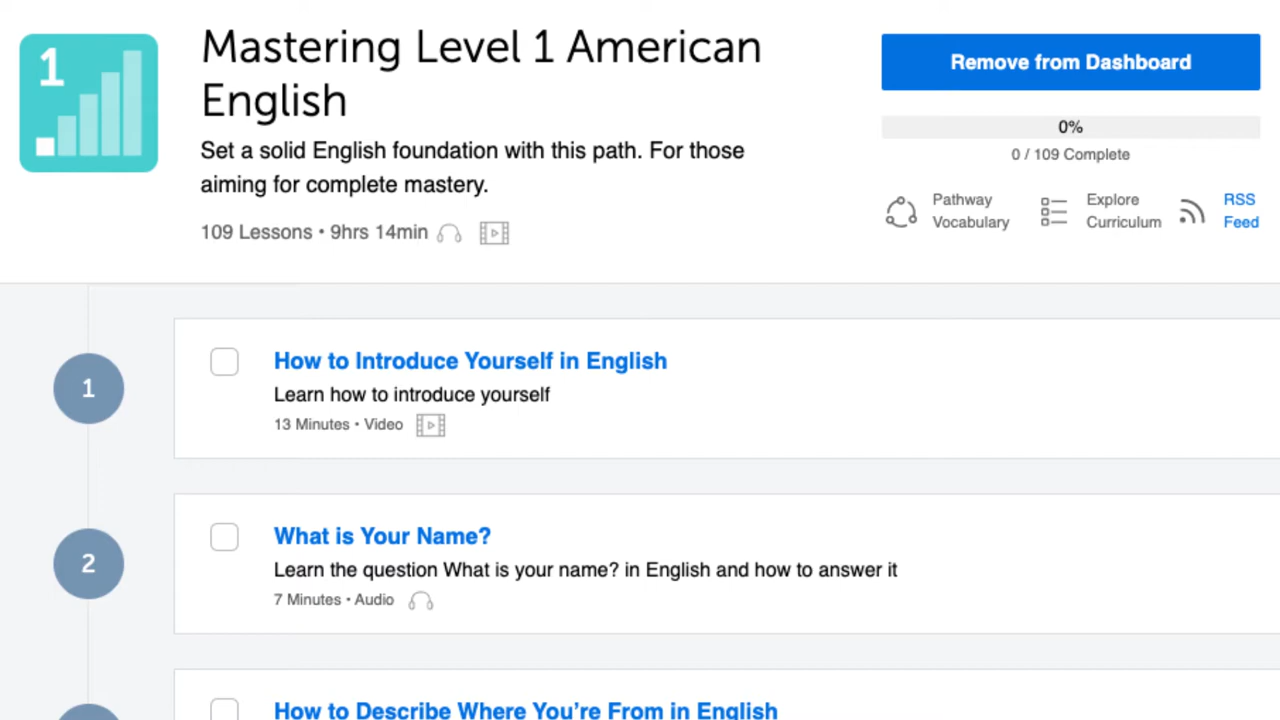 1
Mastering Level 1 American
English
Set a solid English foundation with this path. For those
aiming for complete mastery.
109 Lessons • 9hrs 14min
Remove from Dashboard
0%
0 / 109 Complete
Pathway
Vocabulary
Explore
Curriculum
RSS
Feed
1
How to Introduce Yourself in English
Learn how to introduce yourself
13 Minutes • Video
2
What is Your Name?
Learn the question What is your name? in English and how to answer it
7 Minutes • Audio
How to Describe Where You’re From in English